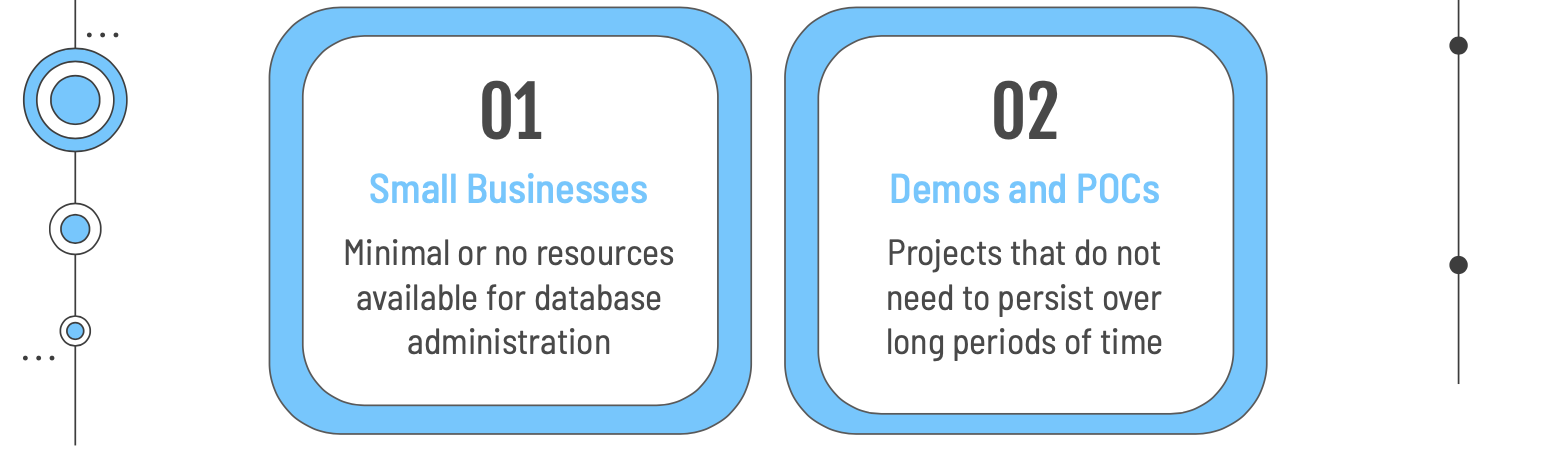 01
Small Businesses
Minimal or no resources
available for database
administration
02
Demos and POCs
Projects that do not
need to persist over
long periods of time